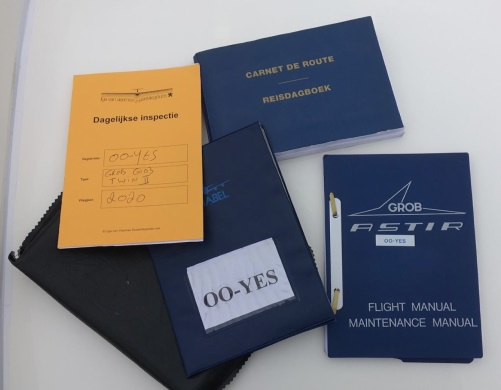 Dagelijkse inspectie
OO-YES
GROB G103
TWIN II
2020
CARNET DE ROUTE
REISDAGBOEK
ABEL
OO-YES
GROB
ASTIR
OO-YES
FLIGHT MANUAL
MAINTENANCE MANUAL